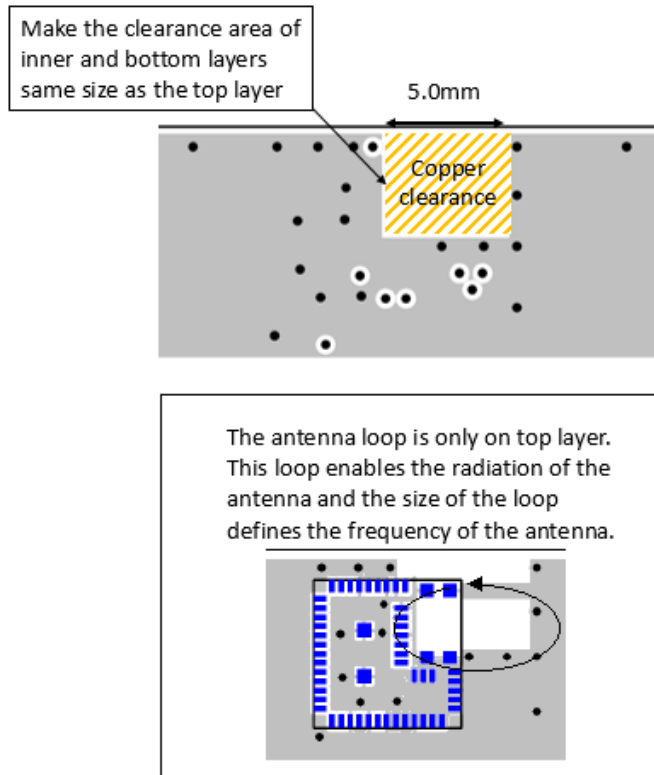 Make the clearance area of
inner and bottom layers
same size as the top layer
5.0mm
Copper
clearance
The antenna loop is only on top layer.
This loop enables the radiation of the
antenna and the size of the loop
defines the frequency of the antenna.